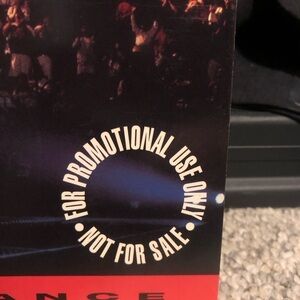 • FOR PROMOTIONAL USE ONLY •
NOT FOR SALE
ANCE